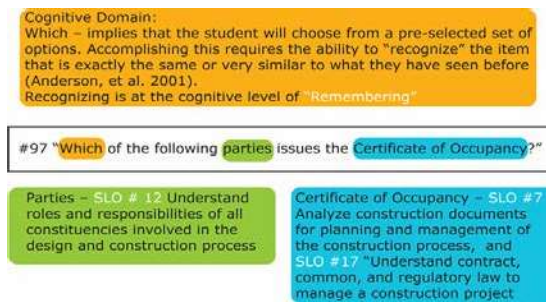 Cognitive Domain:
Which – implies that the student will choose from a pre-selected set of
options. Accomplishing this requires the ability to “recognize” the item
that is exactly the same or very similar to what they have seen before
(Anderson, et al. 2001).
Recognizing is at the cognitive level of “Remembering”
#97 “Which of the following parties issues the Certificate of Occupancy?”
Parties – SLO # 12 Understand
roles and responsibilities of all
constituencies involved in the
design and construction process
Certificate of Occupancy – SLO #7
Analyze construction documents
for planning and management of
the construction process, and
SLO #17 “Understand contract,
common, and regulatory law to
manage a construction project